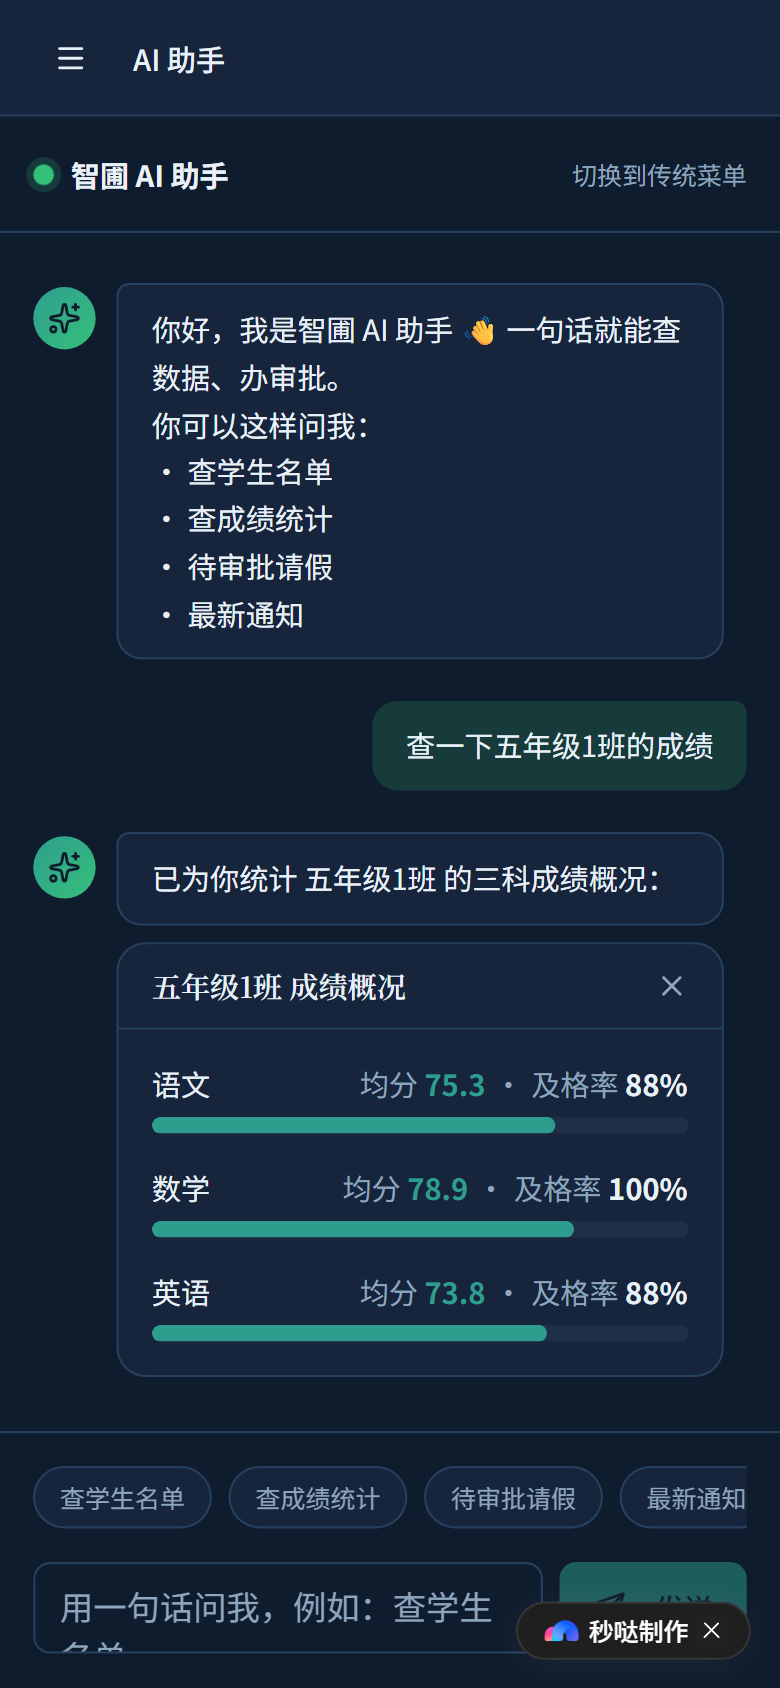 AI 助手
智圃 AI 助手
切换到传统菜单
你好，我是智圃 AI 助手 👋 一句话就能查
数据、办审批。
你可以这样问我：
· 查学生名单
· 查成绩统计
· 待审批请假
· 最新通知
查一下五年级1班的成绩
已为你统计 五年级1班 的三科成绩概况：
五年级1班 成绩概况
语文 均分 75.3 · 及格率 88%
数学 均分 78.9 · 及格率 100%
英语 均分 73.8 · 及格率 88%
查学生名单 查成绩统计 待审批请假 最新通知
用一句话问我，例如：查学生
秒哒制作